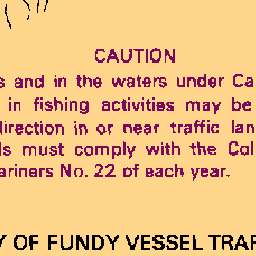 CAUTION
s and in the waters under Ca
in fishing activities may be
direction in or near traffic lan
ls must comply with the Col
ariners No. 22 of each year.
Y OF FUNDY VESSEL TRAF